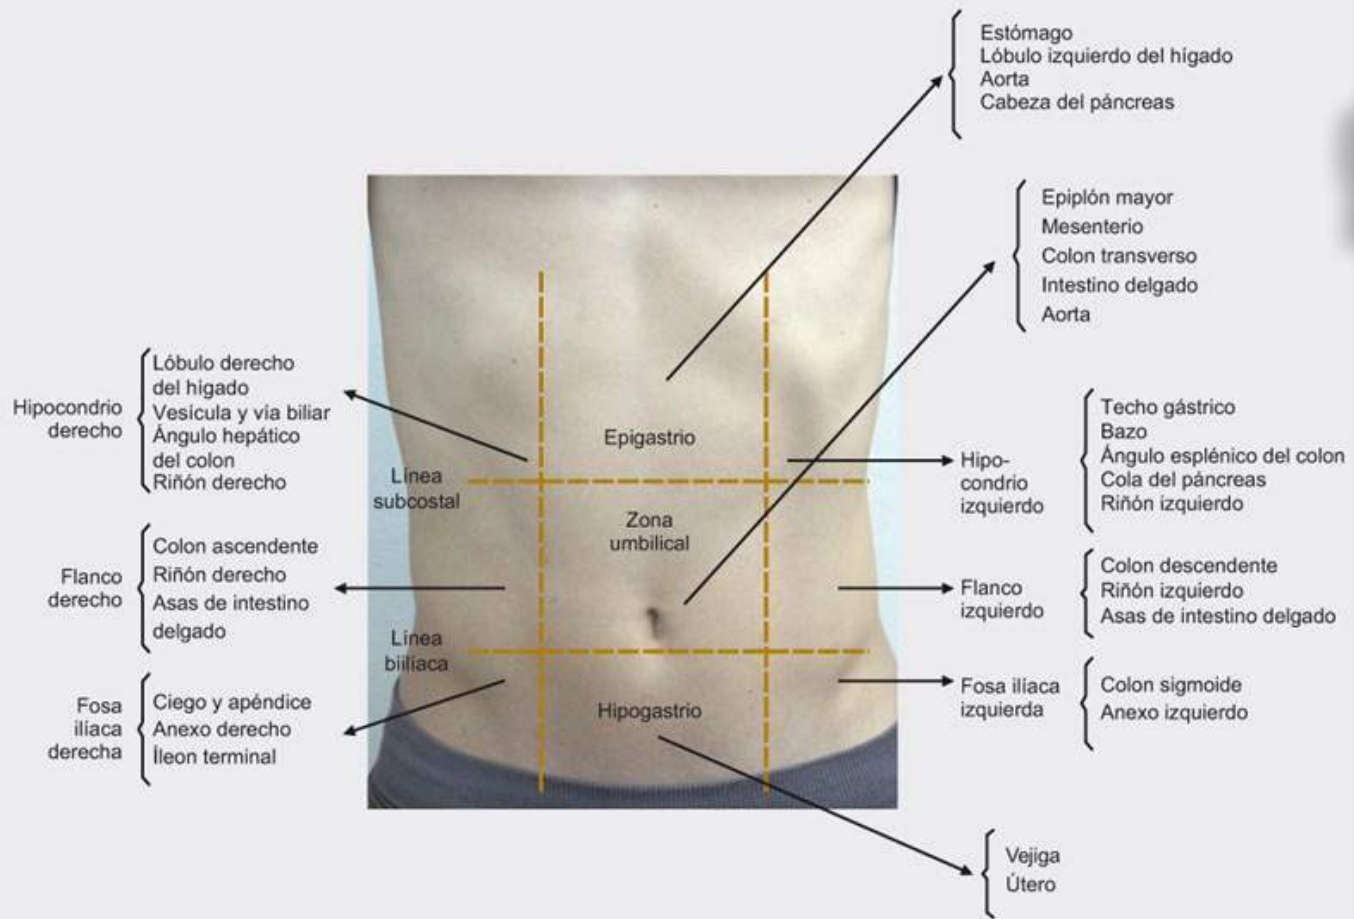 Estómago
Lóbulo izquierdo del hígado
Aorta
Cabeza del páncreas
Epiplón mayor
Mesenterio
Colon transverso
Intestino delgado
Aorta
Hipocondrio
derecho
Lóbulo derecho
del hígado
Vesícula y vía biliar
Ángulo hepático
del colon
Riñón derecho
Epigastrio
Línea
subcostal
Zona
umbilical
Hipo-
condrio
izquierdo
Techo gástrico
Bazo
Ángulo esplénico del colon
Cola del páncreas
Riñón izquierdo
Flanco
derecho
Colon ascendente
Riñón derecho
Asas de intestino
delgado
Flanco
izquierdo
Colon descendente
Riñón izquierdo
Asas de intestino delgado
Línea
biilíaca
Fosa
ilíaca
derecha
Ciego y apéndice
Anexo derecho
Íleon terminal
Hipogastrio
Fosa ilíaca
izquierda
Colon sigmoide
Anexo izquierdo
Vejiga
Útero